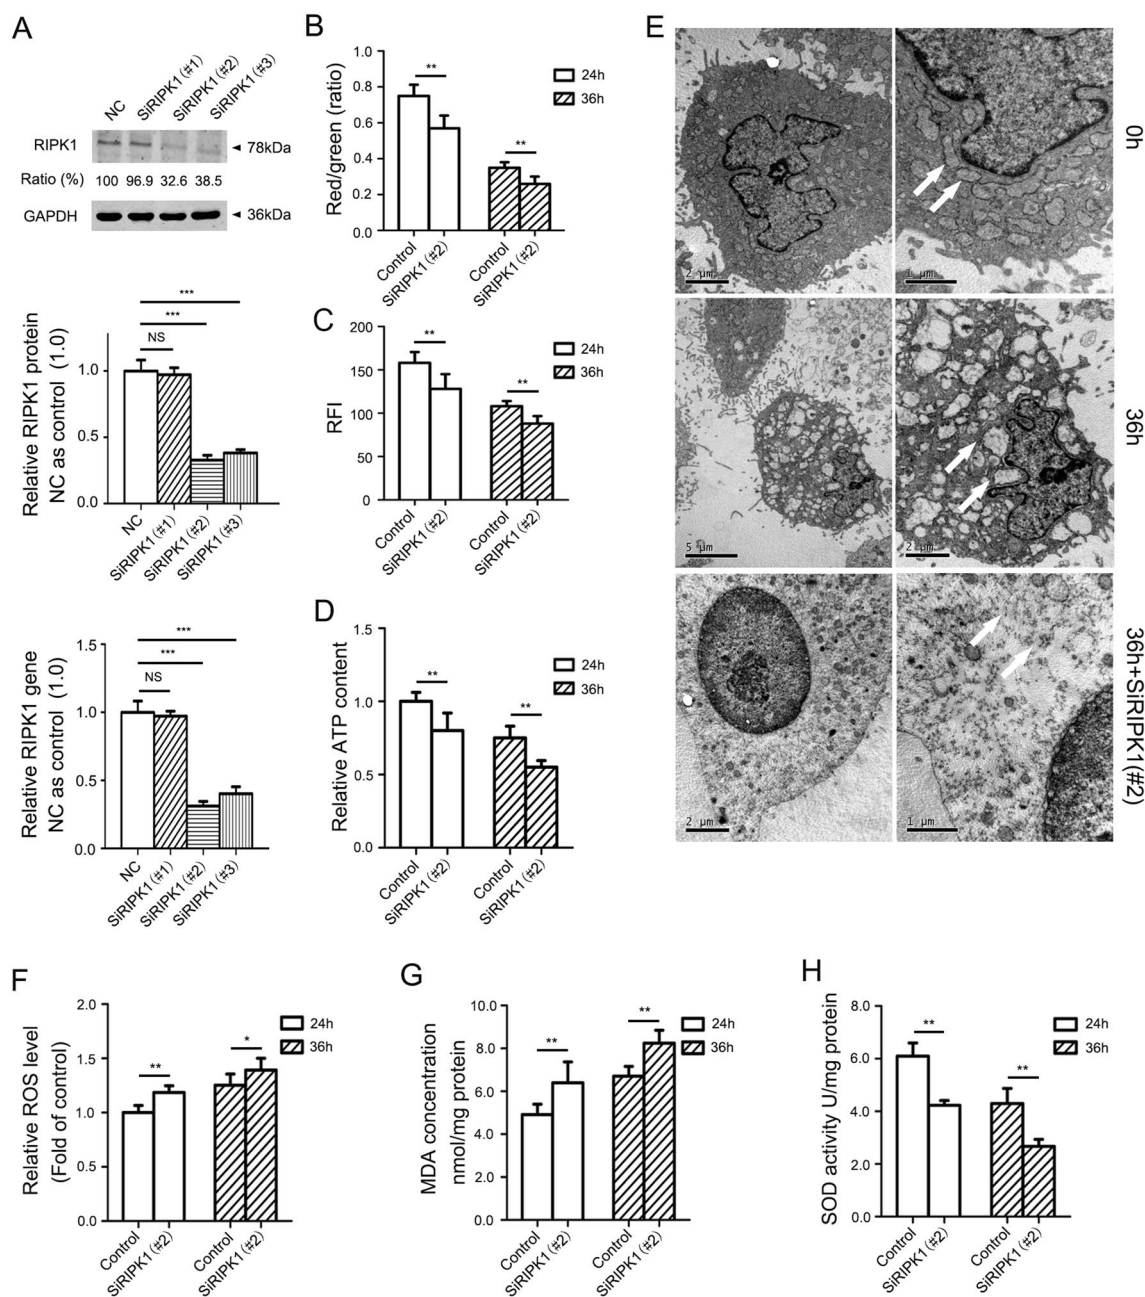 A
NC
SiRIPK1 (#1)
SiRIPK1 (#2)
SiRIPK1 (#3)
RIPK1
78kDa
Ratio (%) 100 96.9 32.6 38.5
GAPDH
36kDa
Relative RIPK1 protein
NC as control (1.0)
1.0
0.5
0.0
***
***
NS
NC
SiRIPK1 (#1)
SiRIPK1 (#2)
SiRIPK1 (#3)
Relative RIPK1 gene
NC as control (1.0)
1.5
1.0
0.5
0.0
***
***
NS
NC
SiRIPK1 (#1)
SiRIPK1 (#2)
SiRIPK1 (#3)
B
Red/green (ratio)
1.0
0.8
0.6
0.4
0.2
0.0
**
**
24h
36h
Control
SiRIPK1 (#2)
Control
SiRIPK1 (#2)
C
RFI
200
150
100
50
0
**
**
24h
36h
Control
SiRIPK1 (#2)
Control
SiRIPK1 (#2)
D
Relative ATP content
1.5
1.0
0.5
0.0
**
**
24h
36h
Control
SiRIPK1 (#2)
Control
SiRIPK1 (#2)
E
2 μm
1 μm
0h
5 μm
2 μm
36h
2 μm
1 μm
36h+SiRIPK1(#2)
F
Relative ROS level
(Fold of control)
2.0
1.5
1.0
0.5
0.0
**
*
24h
36h
Control
SiRIPK1 (#2)
Control
SiRIPK1 (#2)
G
MDA concentration
nmol/mg protein
10.0
8.0
6.0
4.0
2.0
0.0
**
**
24h
36h
Control
SiRIPK1 (#2)
Control
SiRIPK1 (#2)
H
SOD activity U/mg protein
8.0
6.0
4.0
2.0
0.0
**
**
24h
36h
Control
SiRIPK1 (#2)
Control
SiRIPK1 (#2)